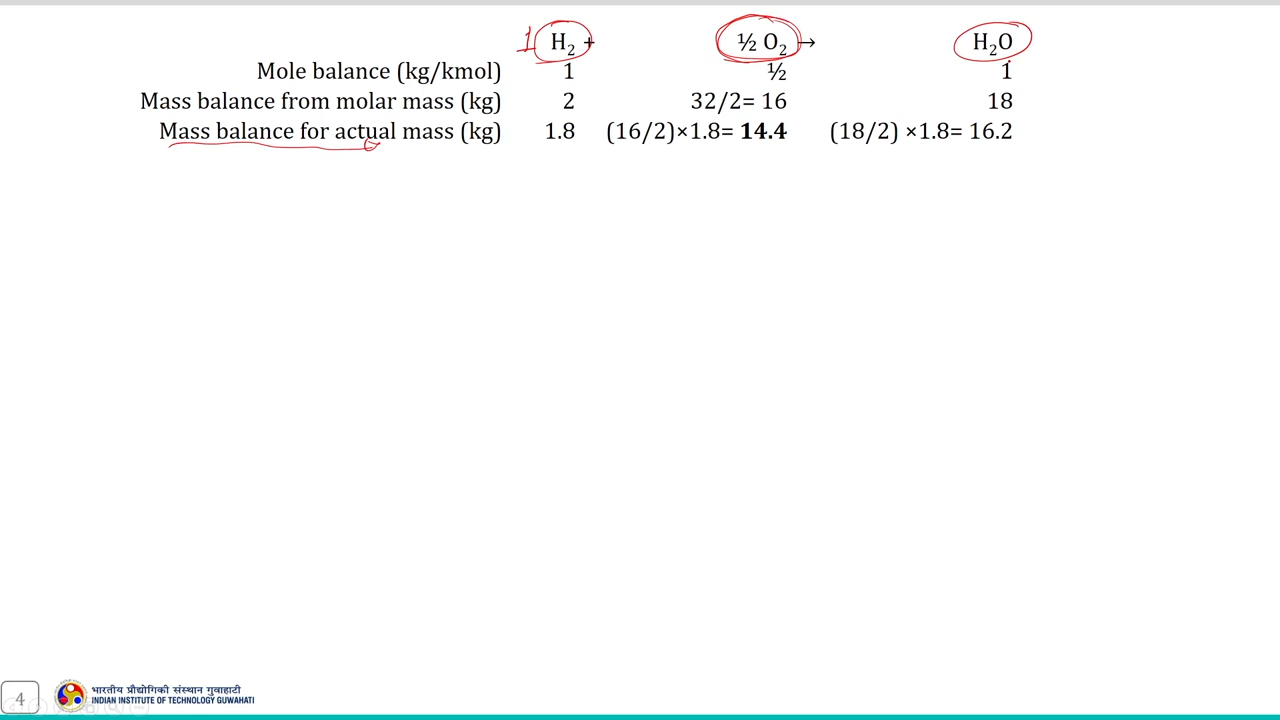 1 H₂ + ½ O₂ → H₂O
Mole balance (kg/kmol) 1 ½ 1
Mass balance from molar mass (kg) 2 32/2= 16 18
Mass balance for actual mass (kg) 1.8 (16/2)×1.8= 14.4 (18/2) ×1.8= 16.2
4
भारतीय प्रौद्योगिकी संस्थान गुवाहाटी
INDIAN INSTITUTE OF TECHNOLOGY GUWAHATI